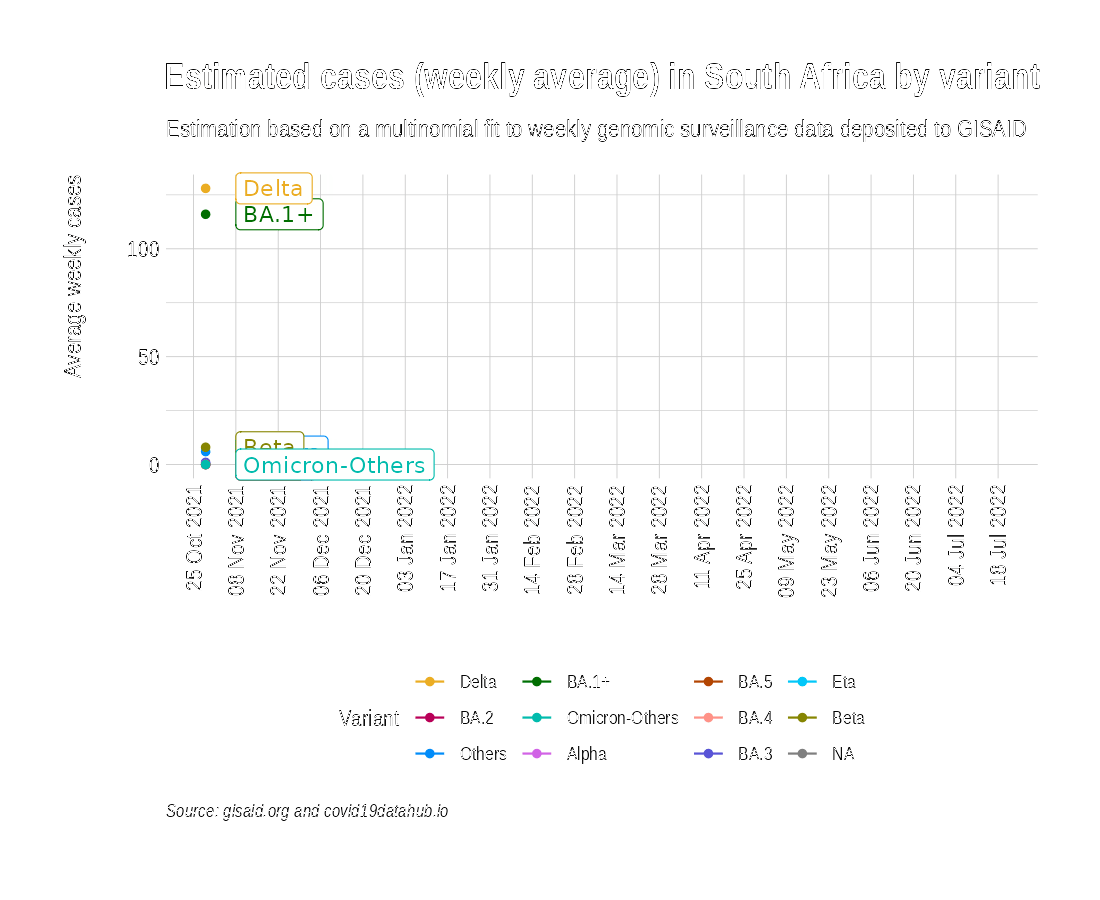 Estimated cases (weekly average) in South Africa by variant
Estimation based on a multinomial fit to weekly genomic surveillance data deposited to GISAID
Average weekly cases
Delta
BA.1+
100
50
Beta
0
Omicron-Others
25 Oct 2021
08 Nov 2021
22 Nov 2021
06 Dec 2021
20 Dec 2021
03 Jan 2022
17 Jan 2022
31 Jan 2022
14 Feb 2022
28 Feb 2022
14 Mar 2022
28 Mar 2022
11 Apr 2022
25 Apr 2022
09 May 2022
23 May 2022
06 Jun 2022
20 Jun 2022
04 Jul 2022
18 Jul 2022
Variant
Delta BA.1+ BA.5 Eta
BA.2 Omicron-Others BA.4 Beta
Others Alpha BA.3 NA
Source: gisaid.org and covid19datahub.io